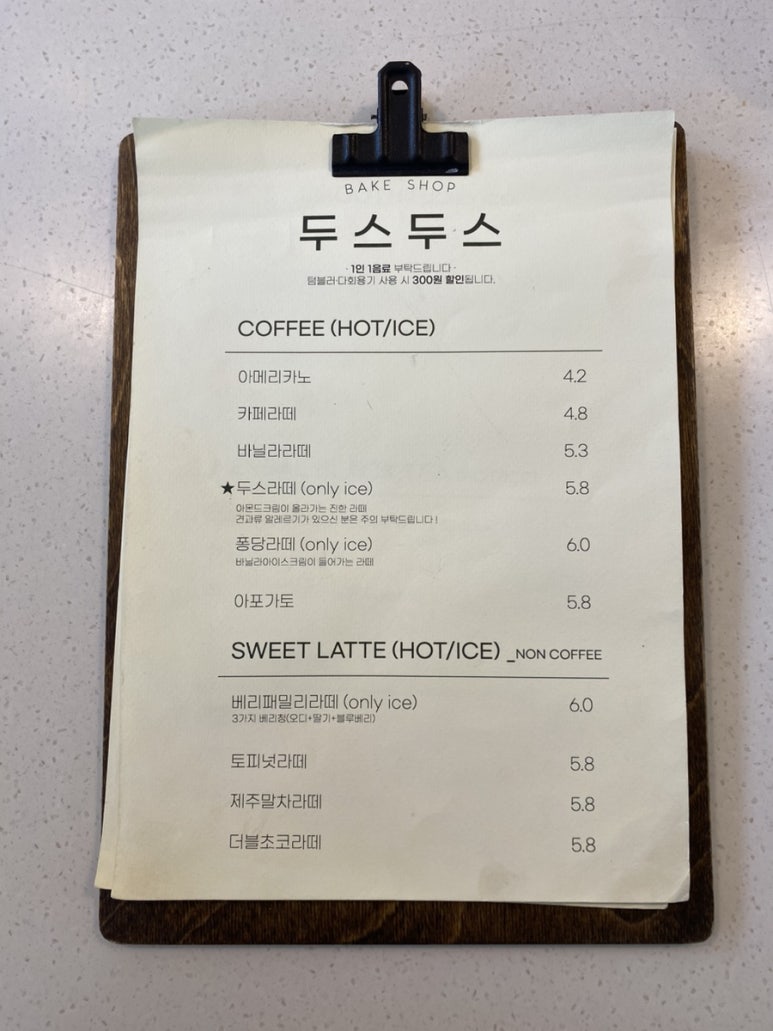 BAKE SHOP
두스두스
· 1인 1음료 부탁드립니다 ·
텀블러·다회용기 사용 시 300원 할인됩니다.
COFFEE (HOT/ICE)
아메리카노 4.2
카페라떼 4.8
바닐라라떼 5.3
★두스라떼 (only ice) 5.8
아몬드크림이 올라가는 진한 라떼
견과류 알레르기가 있으신 분은 주의 부탁드립니다 !
퐁당라떼 (only ice) 6.0
바닐라아이스크림이 들어가는 라떼
아포가토 5.8
SWEET LATTE (HOT/ICE) _NON COFFEE
베리패밀리라떼 (only ice) 6.0
3가지 베리청(오디+딸기+블루베리)
토피넛라떼 5.8
제주말차라떼 5.8
더블초코라떼 5.8